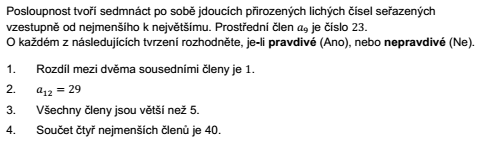 Posloupnost tvoří sedmnáct po sobě jdoucích přirozených lichých čísel seřazených
vzestupně od nejmenšího k největšímu. Prostřední člen a₉ je číslo 23.
O každém z následujících tvrzení rozhodněte, je-li pravdivé (Ano), nebo nepravdivé (Ne).
1. Rozdíl mezi dvěma sousedními členy je 1.
2. a₁₂ = 29
3. Všechny členy jsou větší než 5.
4. Součet čtyř nejmenších členů je 40.